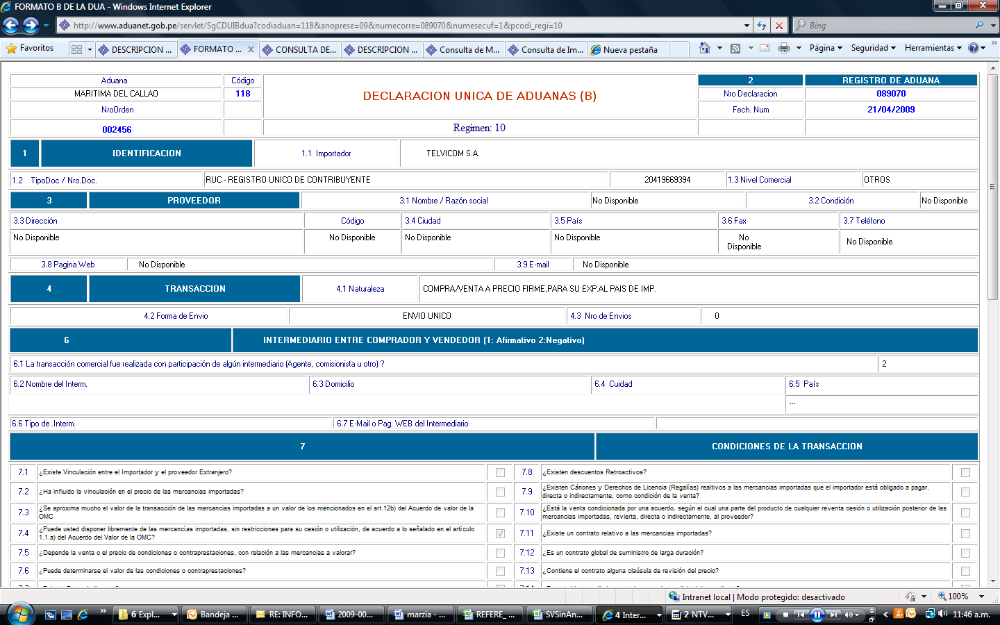 FORMATO B DE LA DUA - Windows Internet Explorer
http://www.aduanet.gob.pe/servlet/SgCDUIBdua?codiaduan=118&anoprese=09&numecorre=089070&numesecuf=1&pcodi_regi=10
Bing
Favoritos
DESCRIPCION ...
FORMATO ...
CONSULTA DE...
DESCRIPCION ...
Consulta de M...
Consulta de Im...
Nueva pestaña
Página
Seguridad
Herramientas
Aduana
Código
MARITIMA DEL CALLAO
118
NroOrden
002456
DECLARACION UNICA DE ADUANAS (B)
Regimen: 10
2
REGISTRO DE ADUANA
Nro Declaracion
089070
Fech. Num
21/04/2009
1
IDENTIFICACION
1.1 Importador
TELVICOM S.A.
1.2 TipoDoc / Nro.Doc.
RUC - REGISTRO UNICO DE CONTRIBUYENTE
20419669394
1.3 Nivel Comercial
OTROS
3
PROVEEDOR
3.1 Nombre / Razón social
No Disponible
3.2 Condición
No Disponible
3.3 Dirección
Código
3.4 Ciudad
3.5 País
3.6 Fax
3.7 Teléfono
No Disponible
No Disponible
No Disponible
No Disponible
No
Disponible
No Disponible
3.8 Pagina Web
No Disponible
3.9 E-mail
No Disponible
4
TRANSACCION
4.1 Naturaleza
COMPRA/VENTA A PRECIO FIRME,PARA SU EXP.AL PAIS DE IMP.
4.2 Forma de Envio
ENVIO UNICO
4.3 Nro de Envios
0
6
INTERMEDIARIO ENTRE COMPRADOR Y VENDEDOR (1: Afirmativo 2:Negativo)
6.1 La transacción comercial fue realizada con participación de algún intermediario (Agente, comisionista u otro) ?
2
6.2 Nombre del Interm.
6.3 Domicilio
6.4 Cuidad
6.5 País
---
6.6 Tipo de .Interm.
6.7 E-Mail o Pag. WEB del Intermediario
7
CONDICIONES DE LA TRANSACCION
7.1
¿Existe Vinculación entre el Importador y el proveedor Extranjero?
7.8
¿Existen descuentos Retroactivos?
7.2
¿Ha influido la vinculación en el precio de las mercancias importadas?
7.9
¿Existen Cánones y Derechos de Licencia (Regalías) realtivos a las mercancias importadas que el importador está obligado a pagar,
directa o indirectamente, como condición de la venta?
7.3
¿Se aproxima mucho el valor de la transacción de las mercancias importadas a un valor de los mencionados en el art.12b) del Acuerdo de valor de la
OMC
7.10
¿Está la venta condicionada por una acuerdo, según el cual una parte del producto de cualquier reventa cesión o utilización posterior de las
mercancias importadas, revierta, directa o indirectamente, al proveedor?
7.4
¿Puede usted disponer libremente de las mercancías importadas, sin restricciones para su cesión o utilización, de acuerdo a lo señalado en el artículo
1.1.a) del Acuerdo del Valor de la OMC?
7.11
¿Existe un contrato relativo a las mercancias importadas?
7.5
¿Depende la venta o el precio de condiciones o contraprestaciones, con relación a las mercancias a valorar?
7.12
¿Es un contrato global de suministro de larga duración?
7.6
¿Puede determinarse el valor de las condiciones o contraprestaciones?
7.13
¿Contiene el contrato alguna claúsula de revisión del precio?
Intranet local | Modo protegido: desactivado
100%
6 Expl...
Bandeja ...
RE: INFO...
2009-00...
marzia - ...
REFERE_ ...
SVSinAn...
4 Inter...
2 NTV...
ES
11:46 a.m.